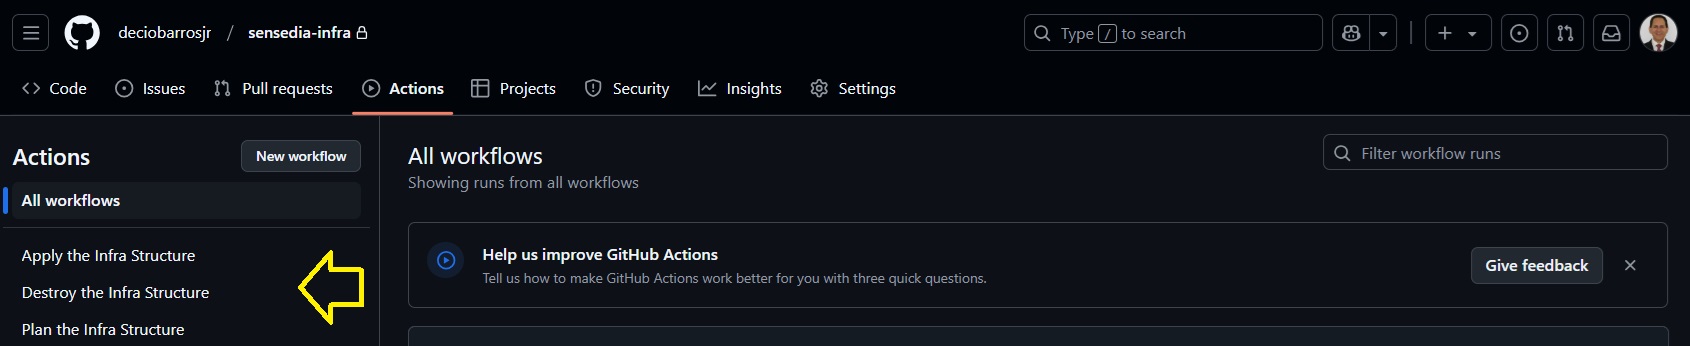 deciobarrosjr / sensedia-infra
Type / to search
Code
Issues
Pull requests
Actions
Projects
Security
Insights
Settings
Actions
New workflow
All workflows
Apply the Infra Structure
Destroy the Infra Structure
Plan the Infra Structure
All workflows
Showing runs from all workflows
Filter workflow runs
Help us improve GitHub Actions
Tell us how to make GitHub Actions work better for you with three quick questions.
Give feedback